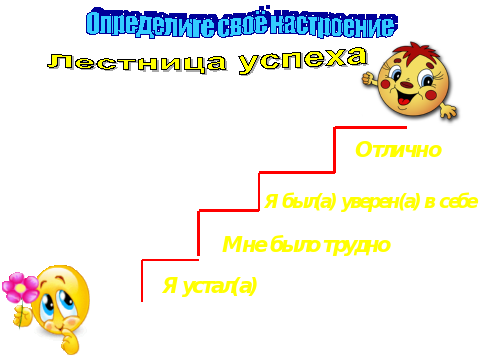 Определите своё настроение
Лестница успеха
Отлично
Я был(а) уверен(а) в себе
Мне было трудно
Я устал(а)